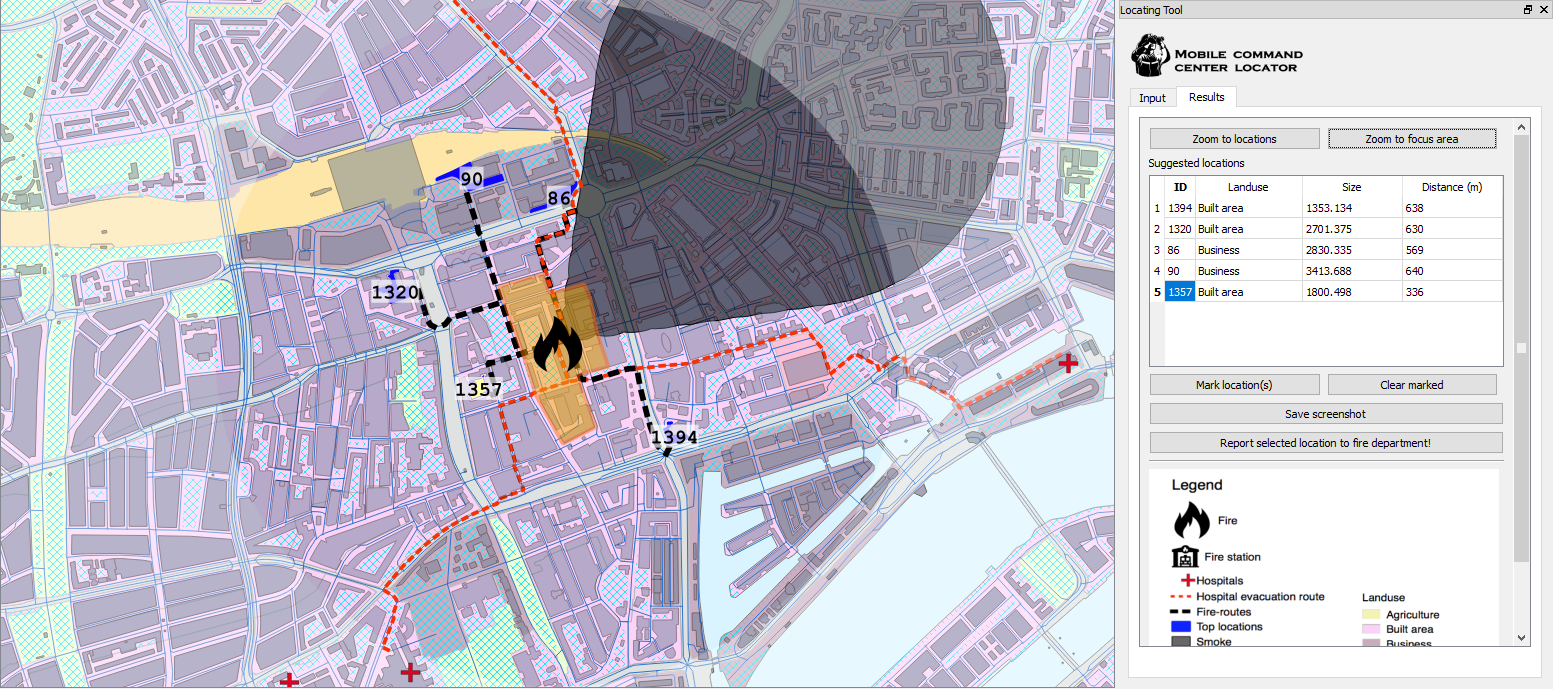 Locating Tool
MOBILE COMMAND
CENTER LOCATOR
Input Results
Zoom to locations Zoom to focus area
Suggested locations
ID Landuse Size Distance (m)
1 1394 Built area 1353.134 638
2 1320 Built area 2701.375 630
3 86 Business 2830.335 569
4 90 Business 3413.688 640
5 1357 Built area 1800.498 336
Mark location(s) Clear marked
Save screenshot
Report selected location to fire department!
Legend
Fire
Fire station
Hospitals
Hospital evacuation route
Fire-routes
Top locations
Smoke
Landuse
Agriculture
Built area
Business
90
86
1320
1357
1394